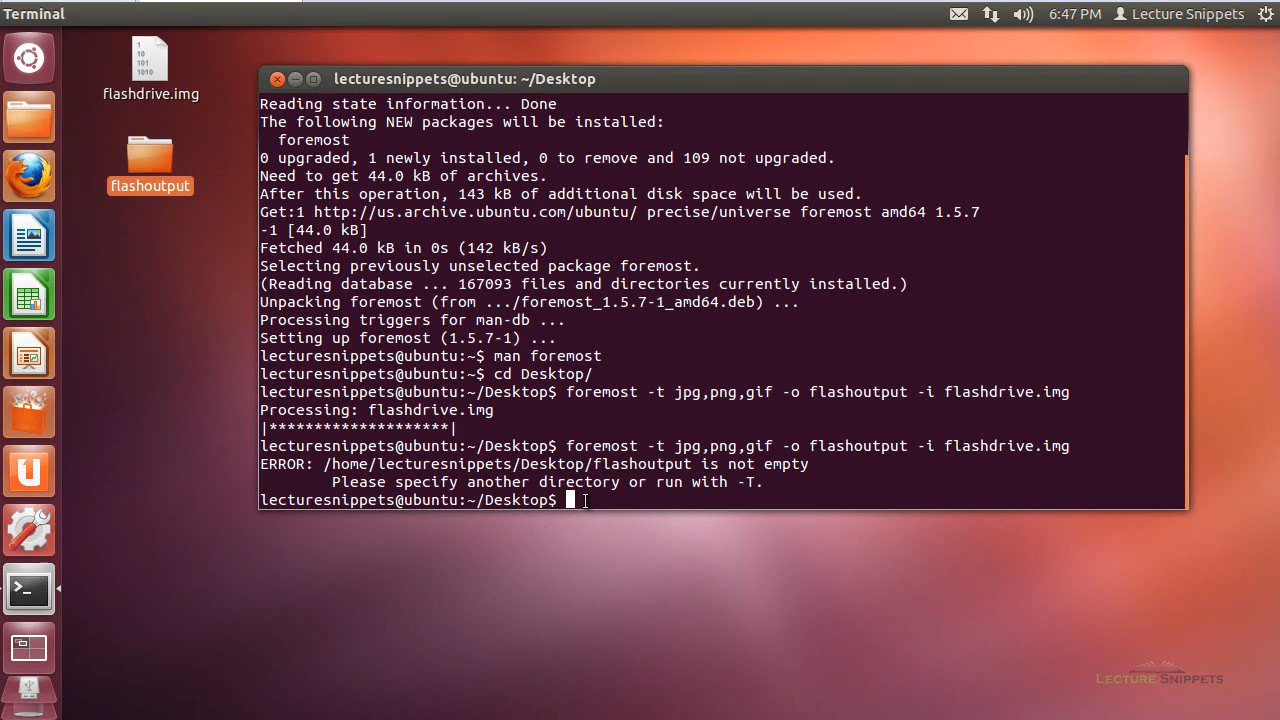 Terminal
6:47 PM Lecture Snippets
1
10
101
1010
flashdrive.img
flashoutput
lecturesnippets@ubuntu: ~/Desktop
Reading state information... Done
The following NEW packages will be installed:
  foremost
0 upgraded, 1 newly installed, 0 to remove and 109 not upgraded.
Need to get 44.0 kB of archives.
After this operation, 143 kB of additional disk space will be used.
Get:1 http://us.archive.ubuntu.com/ubuntu/ precise/universe foremost amd64 1.5.7
-1 [44.0 kB]
Fetched 44.0 kB in 0s (142 kB/s)
Selecting previously unselected package foremost.
(Reading database ... 167093 files and directories currently installed.)
Unpacking foremost (from .../foremost_1.5.7-1_amd64.deb) ...
Processing triggers for man-db ...
Setting up foremost (1.5.7-1) ...
lecturesnippets@ubuntu:~$ man foremost
lecturesnippets@ubuntu:~$ cd Desktop/
lecturesnippets@ubuntu:~/Desktop$ foremost -t jpg,png,gif -o flashoutput -i flashdrive.img
Processing: flashdrive.img
|********************|
lecturesnippets@ubuntu:~/Desktop$ foremost -t jpg,png,gif -o flashoutput -i flashdrive.img
ERROR: /home/lecturesnippets/Desktop/flashoutput is not empty
        Please specify another directory or run with -T.
lecturesnippets@ubuntu:~/Desktop$
LECTURE SNIPPETS